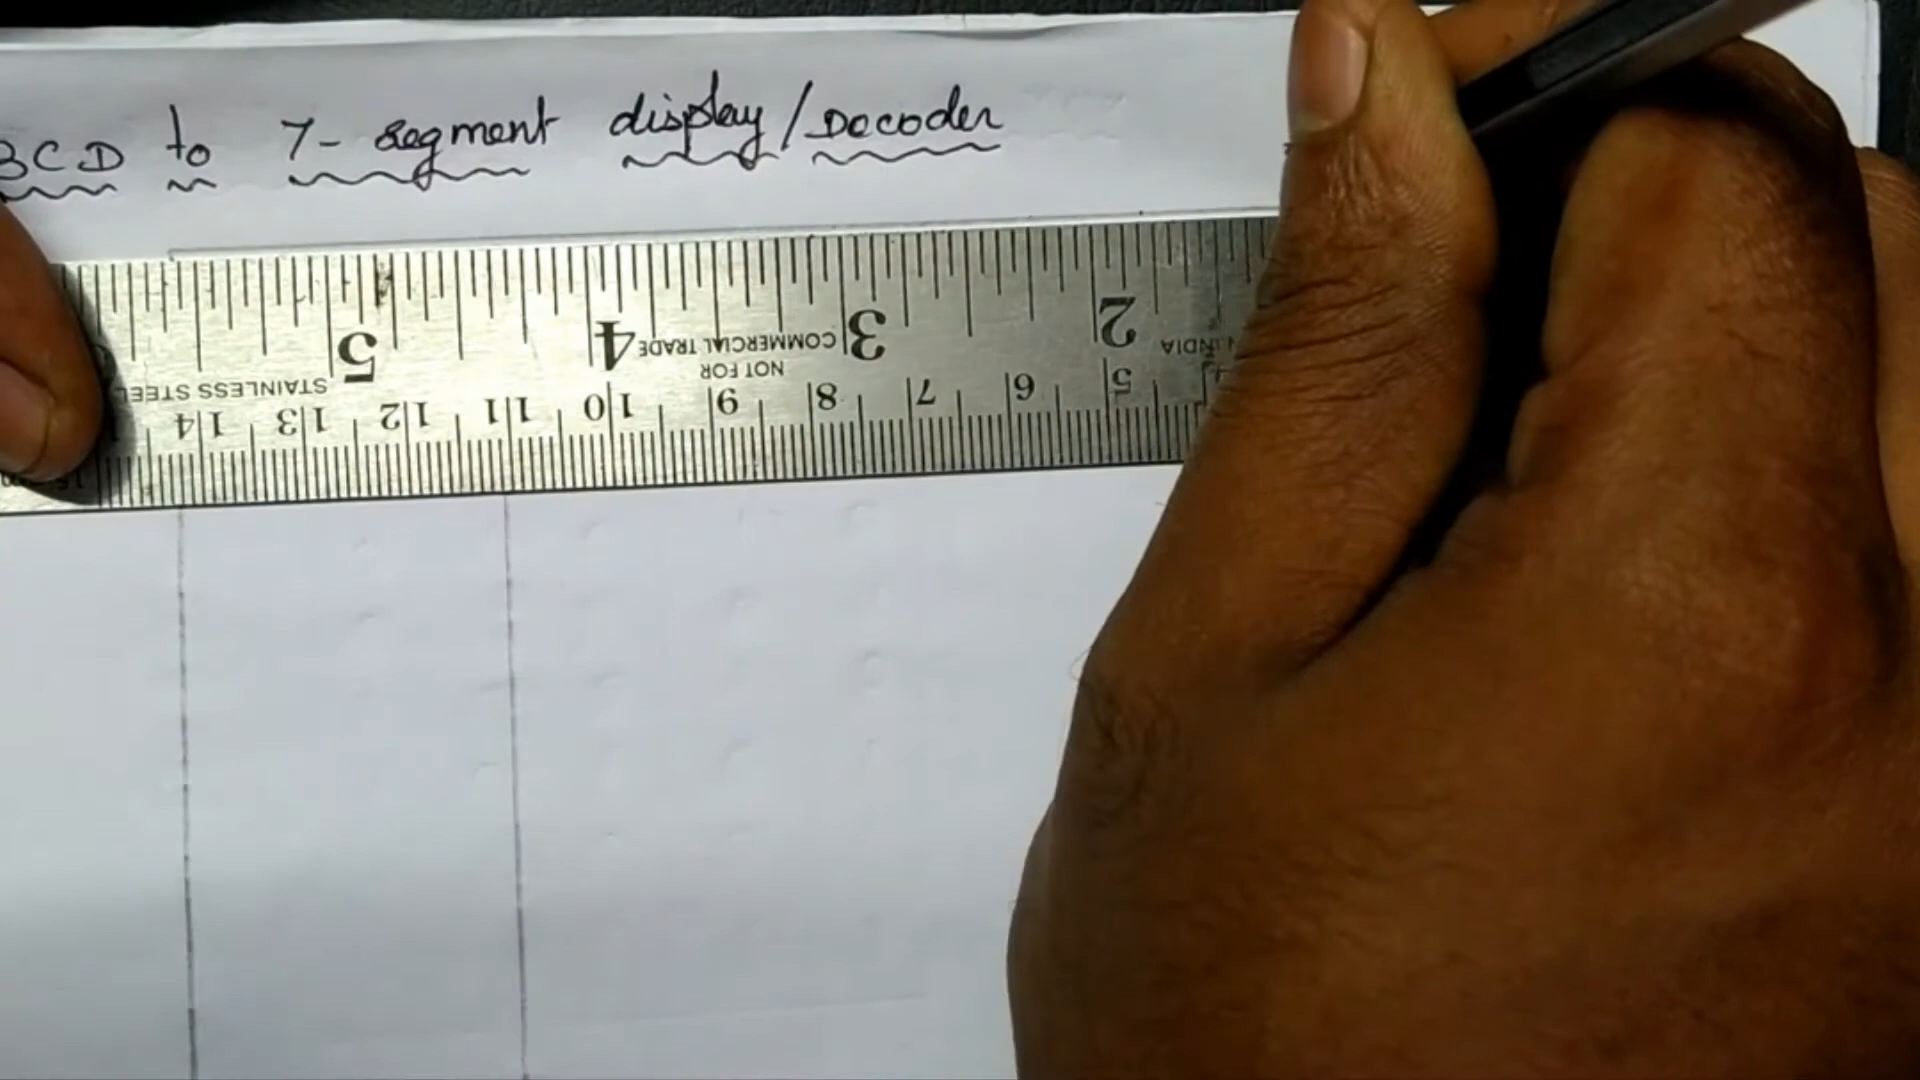 BCD to 7-segment display/Decoder
5 4 3 2
COMMERCIAL TRADE INDIA
NOT FOR
STAINLESS STEEL
14 13 12 11 10 9 8 7 6 5